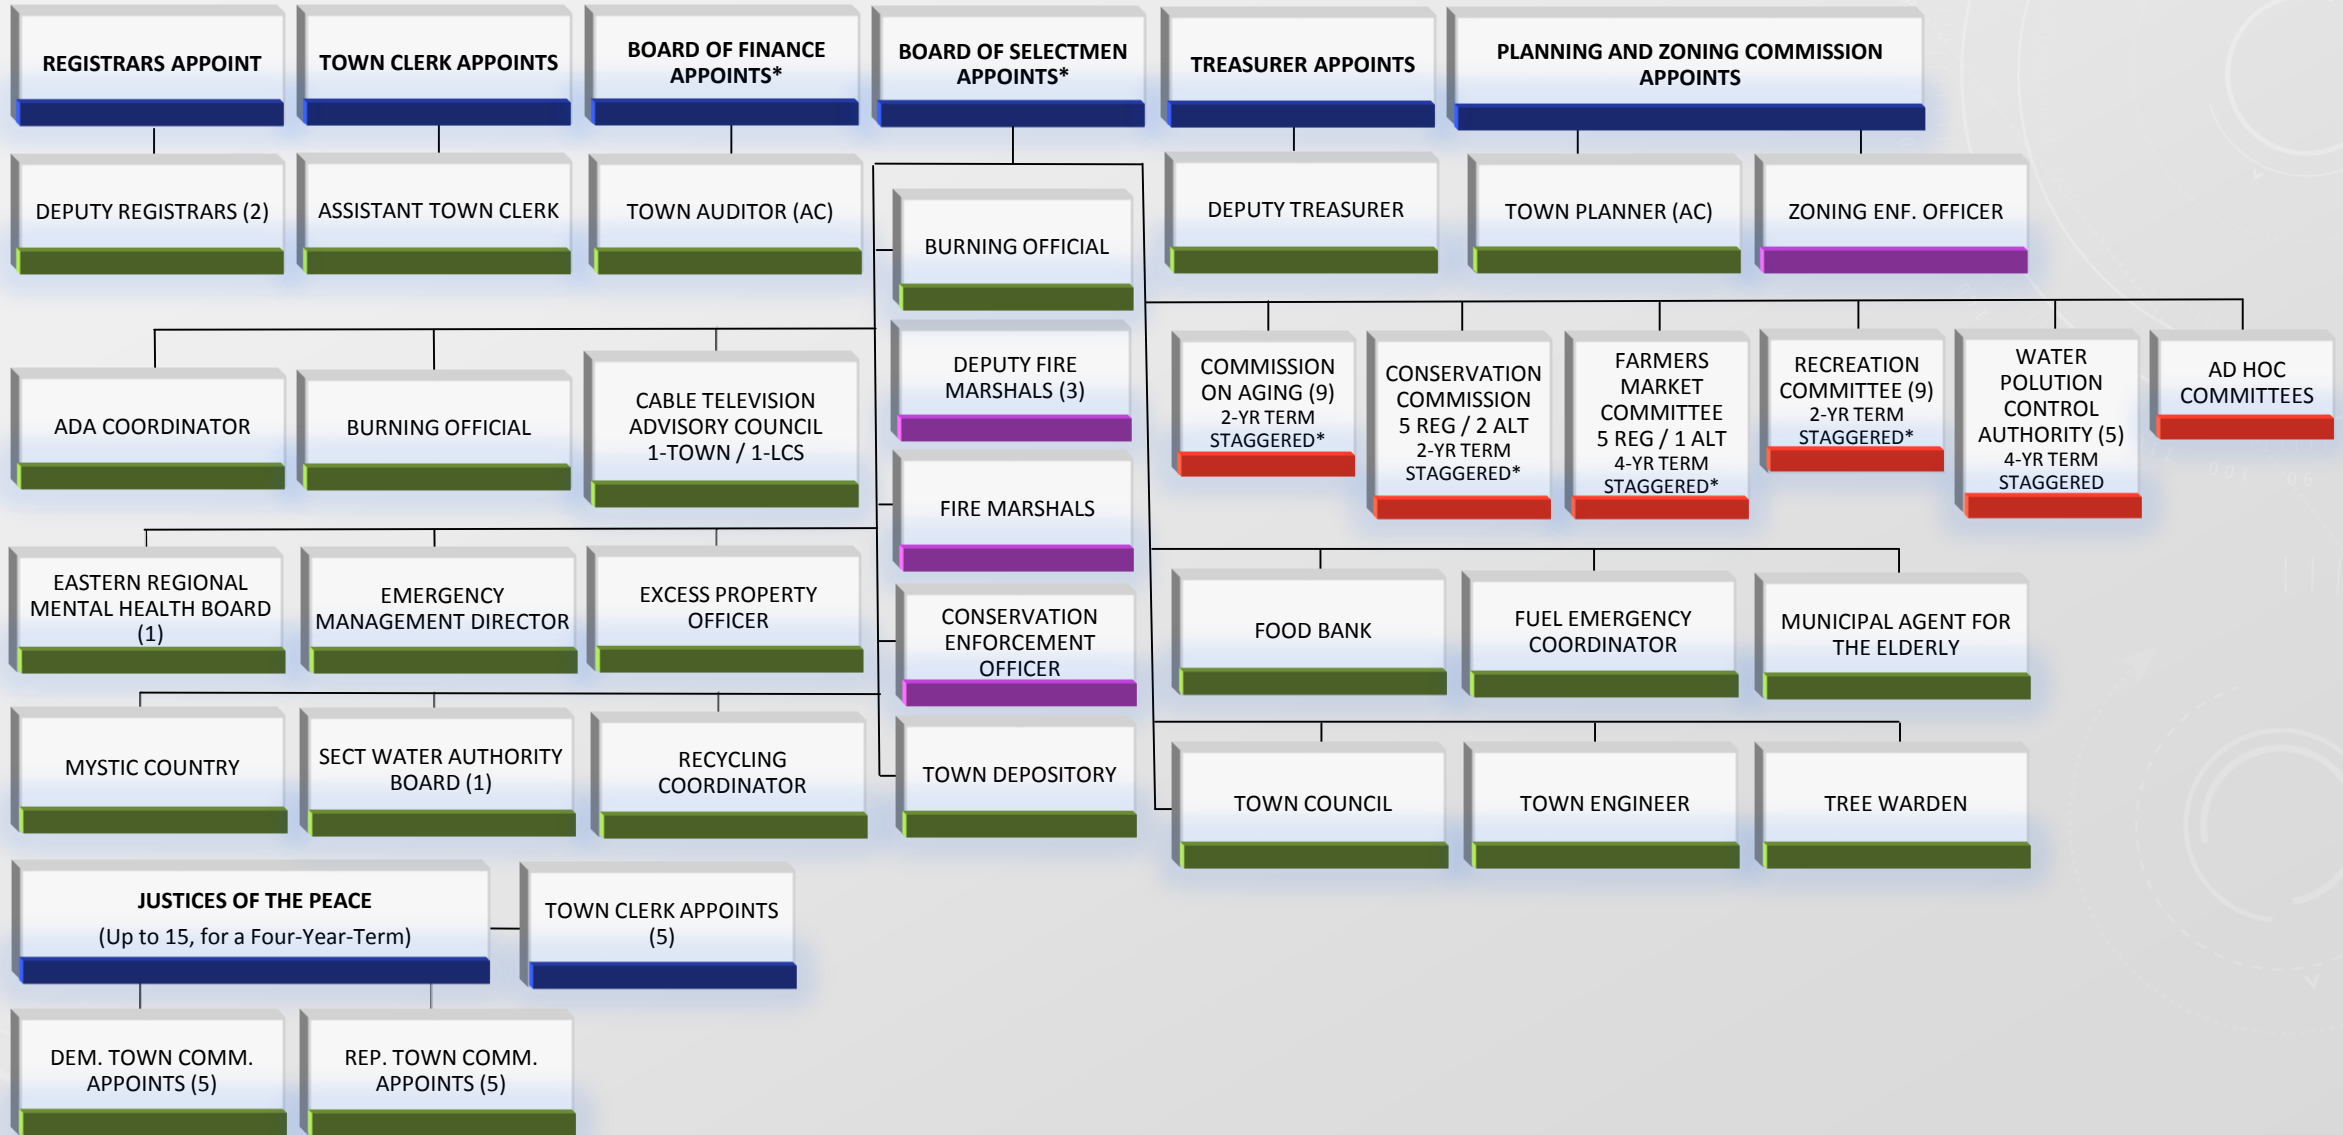 REGISTRARS APPOINT
TOWN CLERK APPOINTS
BOARD OF FINANCE
APPOINTS*
BOARD OF SELECTMEN
APPOINTS*
TREASURER APPOINTS
PLANNING AND ZONING COMMISSION
APPOINTS
DEPUTY REGISTRARS (2)
ASSISTANT TOWN CLERK
TOWN AUDITOR (AC)
BURNING OFFICIAL
DEPUTY TREASURER
TOWN PLANNER (AC)
ZONING ENF. OFFICER
DEPUTY FIRE
MARSHALS (3)
FIRE MARSHALS
CONSERVATION
ENFORCEMENT
OFFICER
TOWN DEPOSITORY
ADA COORDINATOR
BURNING OFFICIAL
CABLE TELEVISION
ADVISORY COUNCIL
1-TOWN / 1-LCS
COMMISSION
ON AGING (9)
2-YR TERM
STAGGERED*
CONSERVATION
COMMISSION
5 REG / 2 ALT
2-YR TERM
STAGGERED*
FARMERS
MARKET
COMMITTEE
5 REG / 1 ALT
4-YR TERM
STAGGERED*
RECREATION
COMMITTEE (9)
2-YR TERM
STAGGERED*
WATER
POLUTION
CONTROL
AUTHORITY (5)
4-YR TERM
STAGGERED
AD HOC
COMMITTEES
EASTERN REGIONAL
MENTAL HEALTH BOARD
(1)
EMERGENCY
MANAGEMENT DIRECTOR
EXCESS PROPERTY
OFFICER
FOOD BANK
FUEL EMERGENCY
COORDINATOR
MUNICIPAL AGENT FOR
THE ELDERLY
MYSTIC COUNTRY
SECT WATER AUTHORITY
BOARD (1)
RECYCLING
COORDINATOR
TOWN COUNCIL
TOWN ENGINEER
TREE WARDEN
JUSTICES OF THE PEACE
(Up to 15, for a Four-Year-Term)
TOWN CLERK APPOINTS
(5)
DEM. TOWN COMM.
APPOINTS (5)
REP. TOWN COMM.
APPOINTS (5)